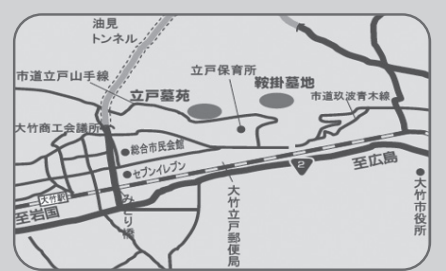 油見
トンネル
市道立戸山手線
立戸保育所
鞍掛墓地
立戸墓苑
市道玖波青木線
大竹商工会議所
総合市民会館
セブンイレブン
2
至広島
大竹駅
至岩国
みどり橋
大竹立戸郵便局
大竹市役所